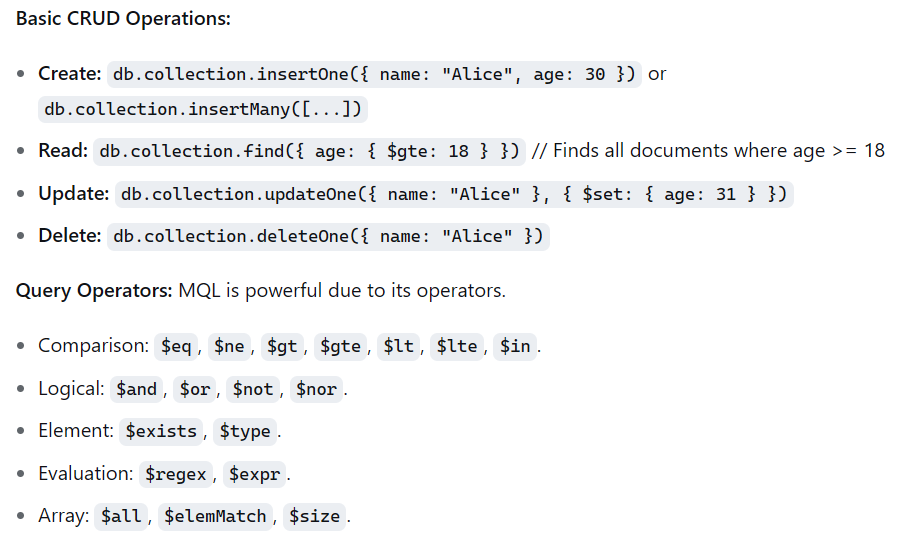 Basic CRUD Operations:
• Create: db.collection.insertOne({ name: "Alice", age: 30 }) or
db.collection.insertMany([...])
• Read: db.collection.find({ age: { $gte: 18 } }) // Finds all documents where age >= 18
• Update: db.collection.updateOne({ name: "Alice" }, { $set: { age: 31 } })
• Delete: db.collection.deleteOne({ name: "Alice" })
Query Operators: MQL is powerful due to its operators.
• Comparison: $eq, $ne, $gt, $gte, $lt, $lte, $in.
• Logical: $and, $or, $not, $nor.
• Element: $exists, $type.
• Evaluation: $regex, $expr.
• Array: $all, $elemMatch, $size.